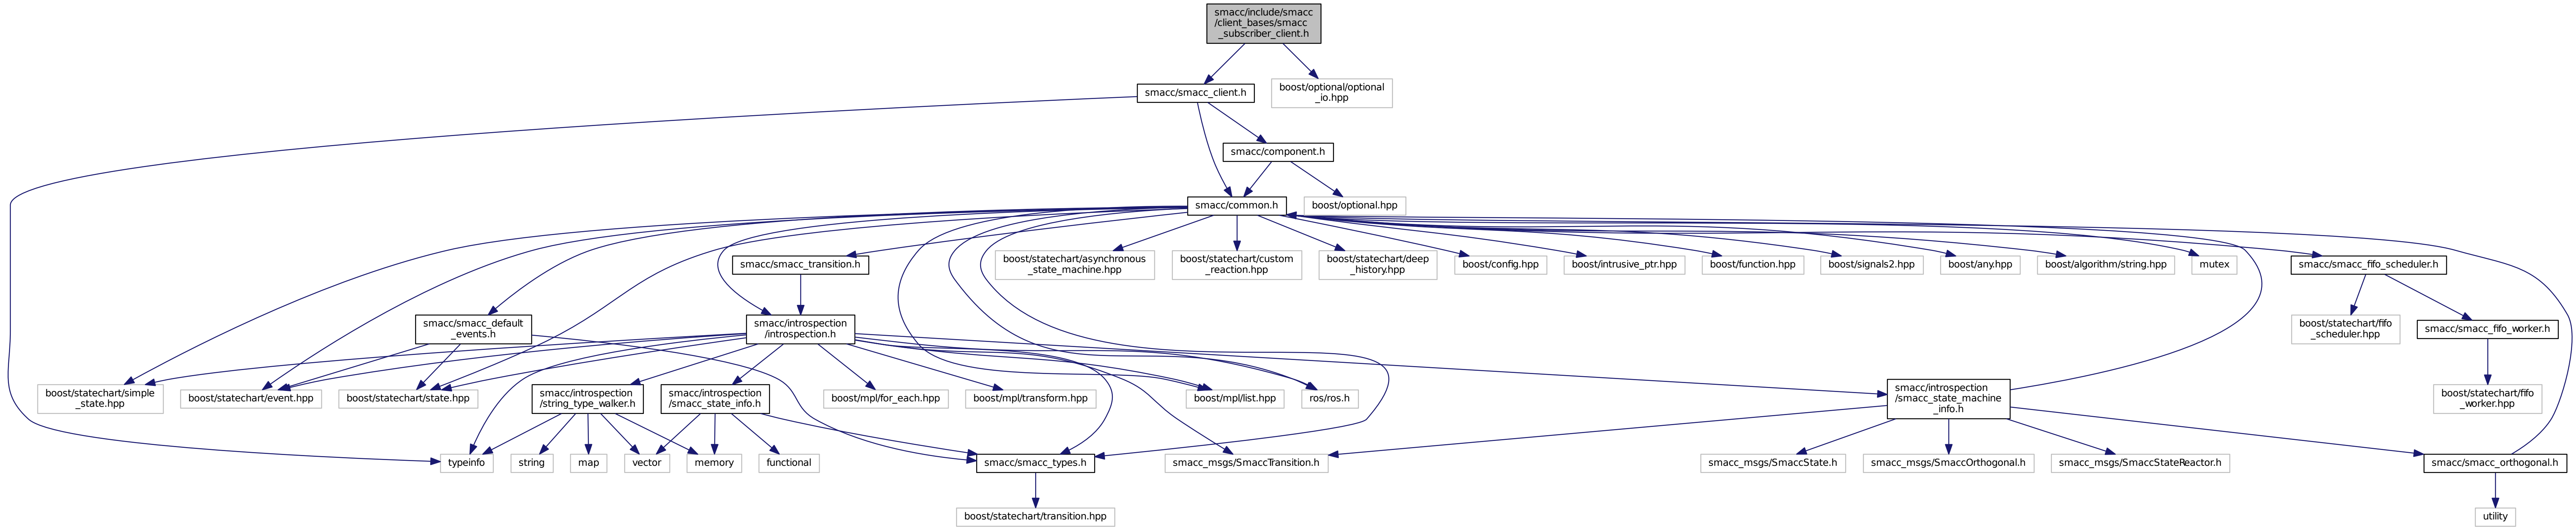 smacc/include/smacc
/client_bases/smacc
_subscriber_client.h
smacc/smacc_client.h
boost/optional/optional
_io.hpp
smacc/component.h
smacc/common.h
boost/optional.hpp
smacc/smacc_transition.h
boost/statechart/asynchronous
_state_machine.hpp
boost/statechart/custom
_reaction.hpp
boost/statechart/deep
_history.hpp
boost/config.hpp
boost/intrusive_ptr.hpp
boost/function.hpp
boost/signals2.hpp
boost/any.hpp
boost/algorithm/string.hpp
mutex
smacc/smacc_fifo_scheduler.h
smacc/smacc_default
_events.h
smacc/introspection
/introspection.h
boost/statechart/fifo
_scheduler.hpp
smacc/smacc_fifo_worker.h
boost/statechart/simple
_state.hpp
boost/statechart/event.hpp
boost/statechart/state.hpp
smacc/introspection
/string_type_walker.h
smacc/introspection
/smacc_state_info.h
boost/mpl/for_each.hpp
boost/mpl/transform.hpp
boost/mpl/list.hpp
ros/ros.h
smacc/introspection
/smacc_state_machine
_info.h
boost/statechart/fifo
_worker.hpp
typeinfo
string
map
vector
memory
functional
smacc/smacc_types.h
smacc_msgs/SmaccTransition.h
smacc_msgs/SmaccState.h
smacc_msgs/SmaccOrthogonal.h
smacc_msgs/SmaccStateReactor.h
smacc/smacc_orthogonal.h
boost/statechart/transition.hpp
utility